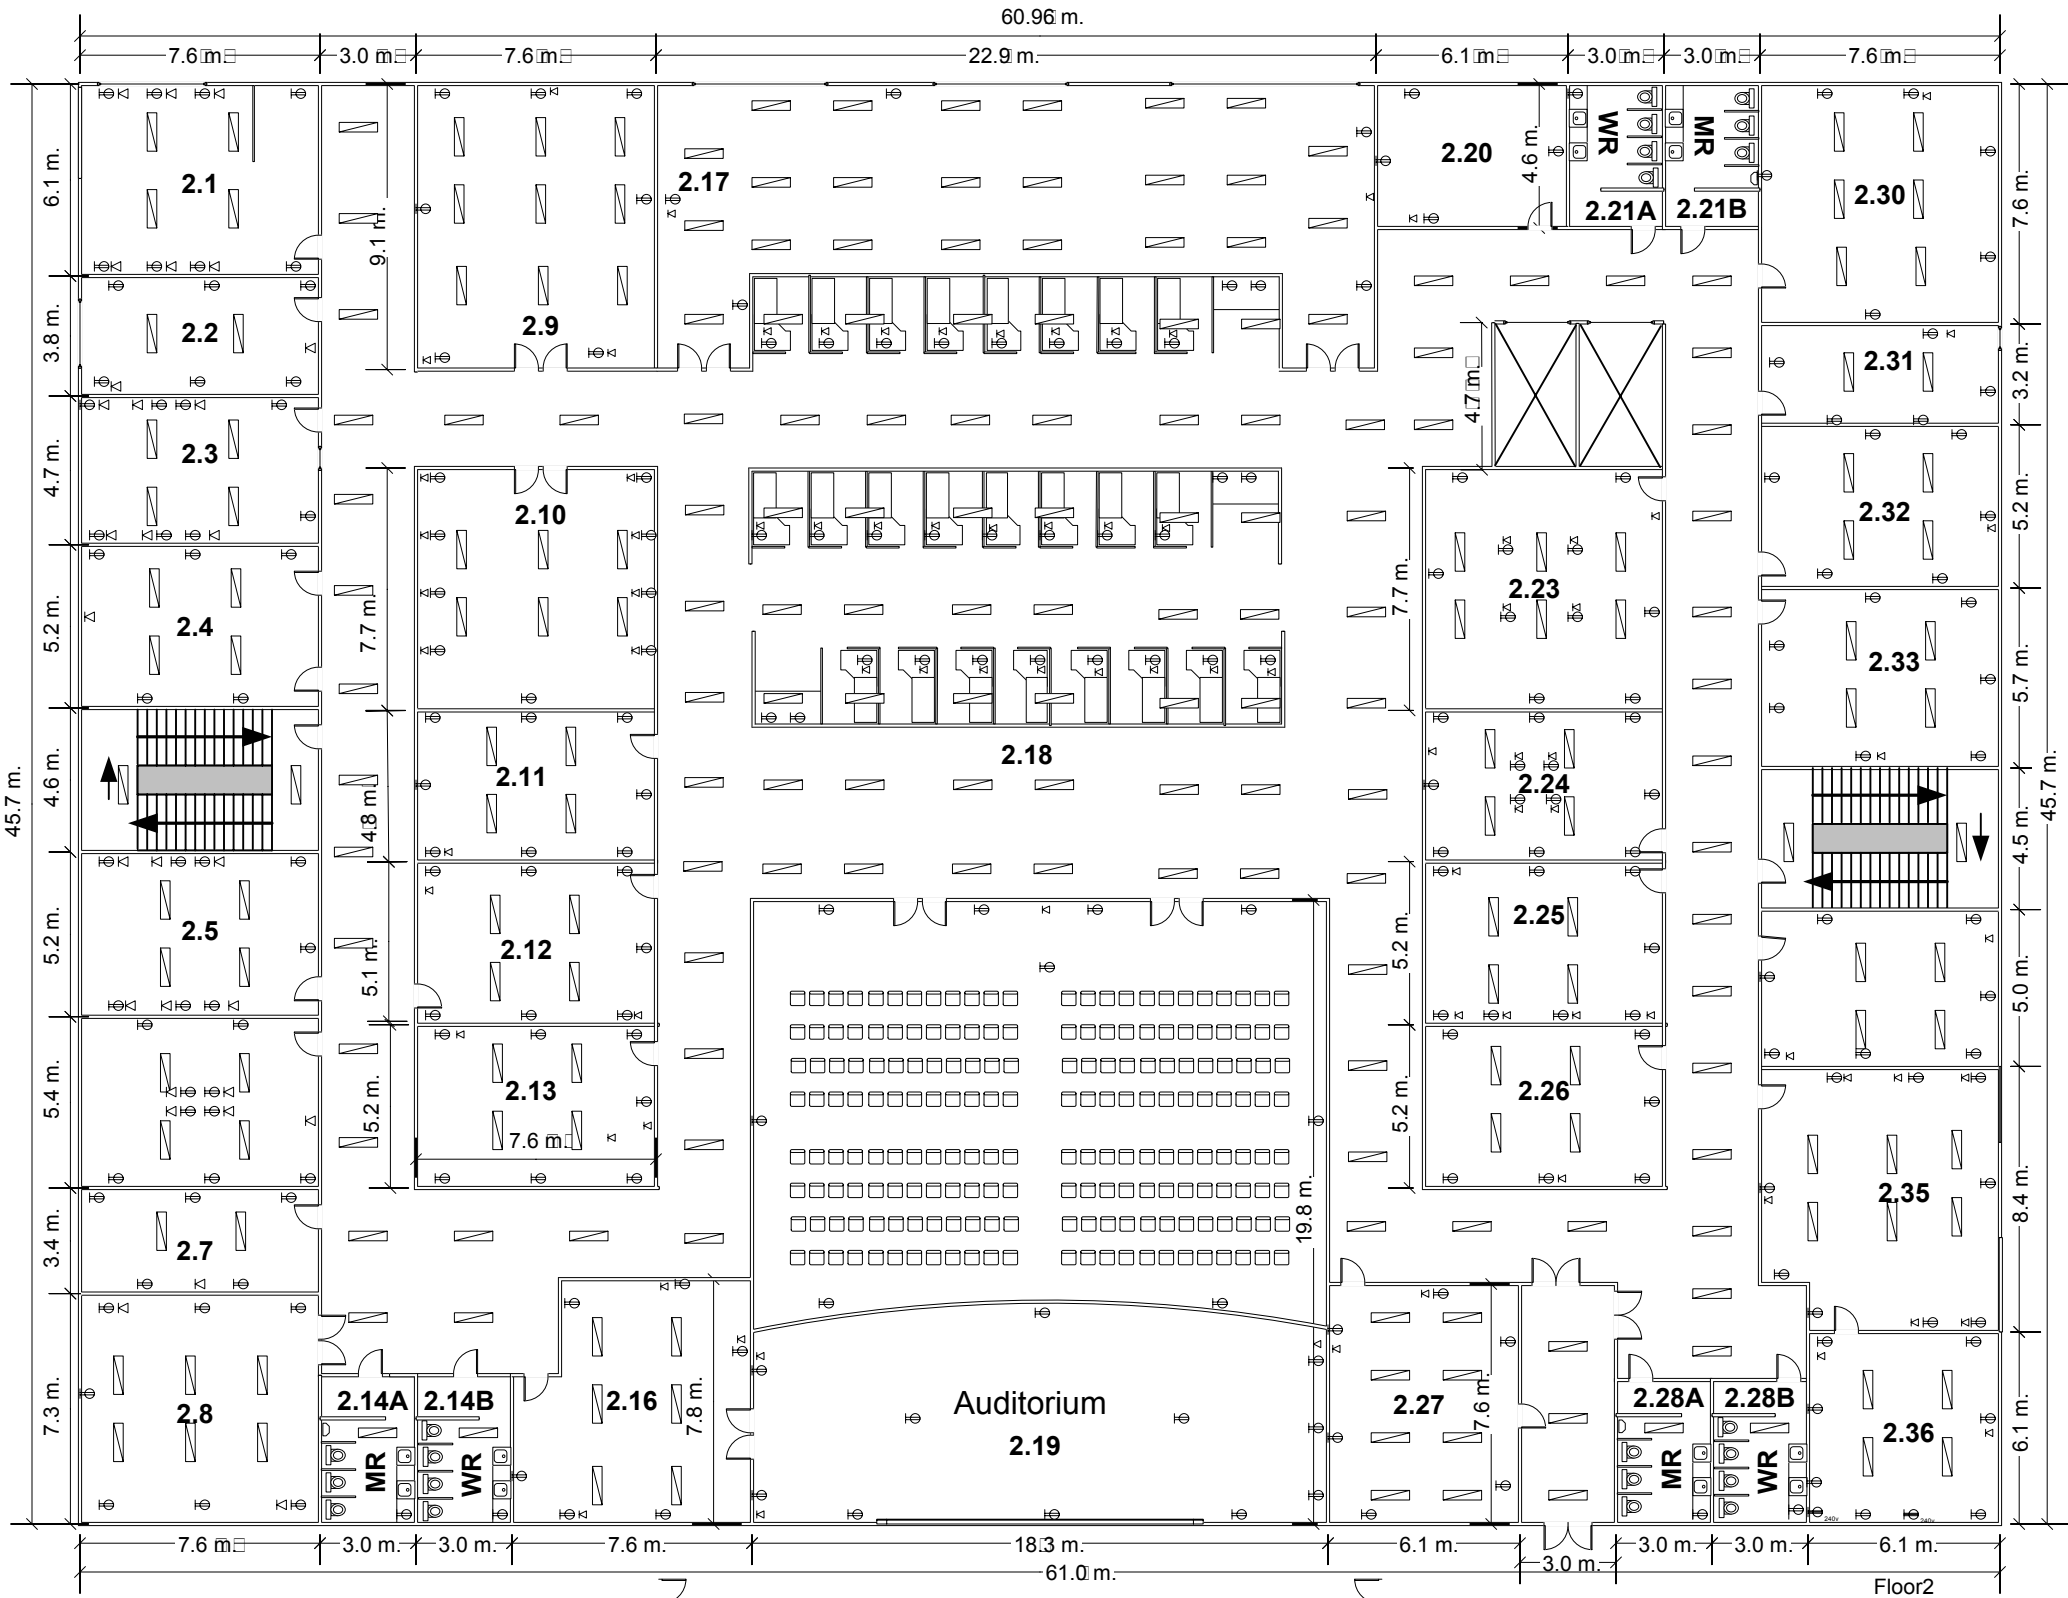 60.96 m.
7.6 m.
3.0 m.
7.6 m.
22.9 m.
6.1 m.
3.0 m.
3.0 m.
7.6 m.
6.1 m.
3.8 m.
4.7 m.
5.2 m.
4.6 m.
5.2 m.
5.4 m.
3.4 m.
7.3 m.
45.7 m.
2.1
2.2
2.3
2.4
2.5
2.7
2.8
9.1 m.
7.7 m.
4.8 m.
5.1 m.
5.2 m.
2.9
2.10
2.11
2.12
2.13
7.6 m.
2.14A
2.14B
MR
WR
2.16
7.8 m.
2.17
2.18
Auditorium
2.19
19.8 m.
2.20
4.6 m.
WR
MR
2.21A
2.21B
4.7 m.
7.7 m.
2.23
2.24
5.2 m.
2.25
5.2 m.
2.26
2.27
7.6 m.
2.28A
2.28B
MR
WR
2.30
2.31
2.32
2.33
2.35
2.36
240v
240v
7.6 m.
3.2 m.
5.2 m.
5.7 m.
4.5 m.
5.0 m.
8.4 m.
6.1 m.
45.7 m.
7.6 m.
3.0 m.
3.0 m.
7.6 m.
18.3 m.
6.1 m.
3.0 m.
3.0 m.
3.0 m.
6.1 m.
61.0 m.
Floor2